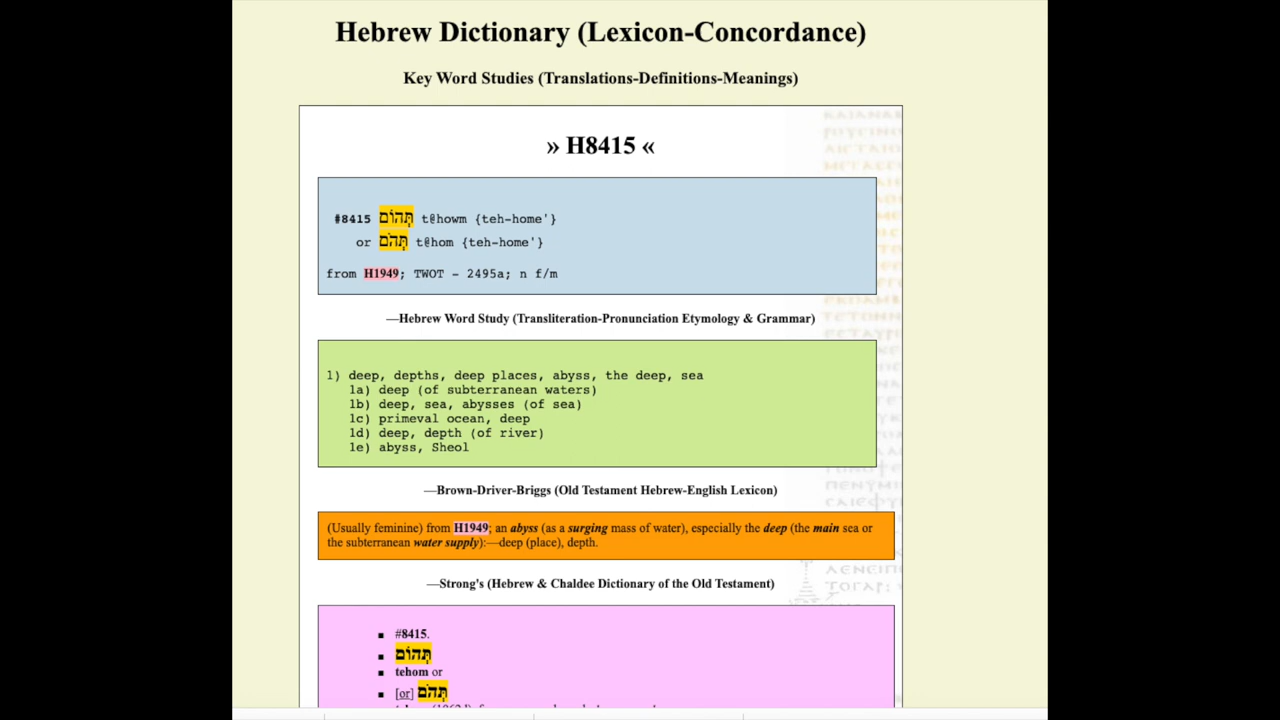 Hebrew Dictionary (Lexicon-Concordance)
Key Word Studies (Translations-Definitions-Meanings)
» H8415 «
#8415 תְּהוֹם t@howm {teh-home'}
or תְּהֹם t@hom {teh-home'}
from H1949; TWOT - 2495a; n f/m
—Hebrew Word Study (Transliteration-Pronunciation Etymology & Grammar)
1) deep, depths, deep places, abyss, the deep, sea
1a) deep (of subterranean waters)
1b) deep, sea, abysses (of sea)
1c) primeval ocean, deep
1d) deep, depth (of river)
1e) abyss, Sheol
—Brown-Driver-Briggs (Old Testament Hebrew-English Lexicon)
(Usually feminine) from H1949; an abyss (as a surging mass of water), especially the deep (the main sea or
the subterranean water supply):—deep (place), depth.
—Strong's (Hebrew & Chaldee Dictionary of the Old Testament)
▪ #8415.
▪ תְּהוֹם
▪ tehom or
▪ [or] תְּהֹם